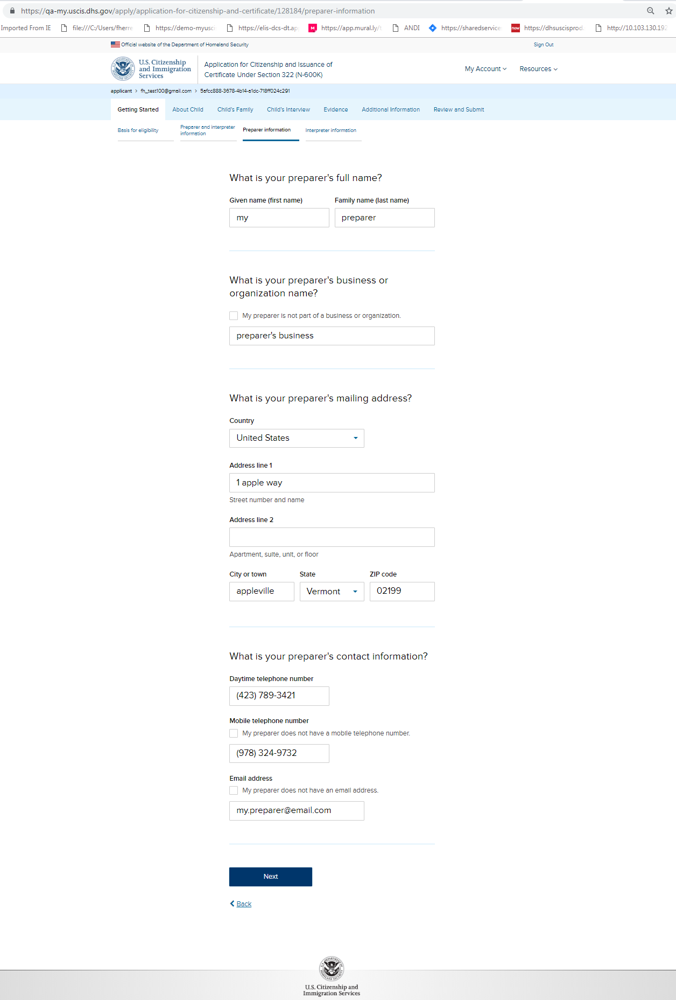 https://qa-my.uscis.dhs.gov/apply/application-for-citizenship-and-certificate/128184/preparer-information
Imported From IE file:///C:/Users/fherre https://demo-myusci https://elis-dcs-dt.ap https://app.mural.ly/t ANDI https://sharedservice https://dhsuscisprod. http://10.103.130.192
Official website of the Department of Homeland Security Sign Out
U.S. Citizenship and Immigration Services
Application for Citizenship and Issuance of
Certificate Under Section 322 (N-600K)
My Account Resources
applicant > fh_test100@gmail.com > 5afcc888-3678-4b14-a1dc-718ff024c291
Getting Started About Child Child's Family Child's Interview Evidence Additional Information Review and Submit
Basis for eligibility Preparer and interpreter information Preparer information Interpreter information
What is your preparer's full name?
Given name (first name) Family name (last name)
my preparer
What is your preparer's business or
organization name?
My preparer is not part of a business or organization.
preparer's business
What is your preparer's mailing address?
Country
United States
Address line 1
1 apple way
Street number and name
Address line 2
Apartment, suite, unit, or floor
City or town State ZIP code
appleville Vermont 02199
What is your preparer's contact information?
Daytime telephone number
(423) 789-3421
Mobile telephone number
My preparer does not have a mobile telephone number.
(978) 324-9732
Email address
My preparer does not have an email address.
my.preparer@email.com
Next
Back
U.S. Citizenship and
Immigration Services